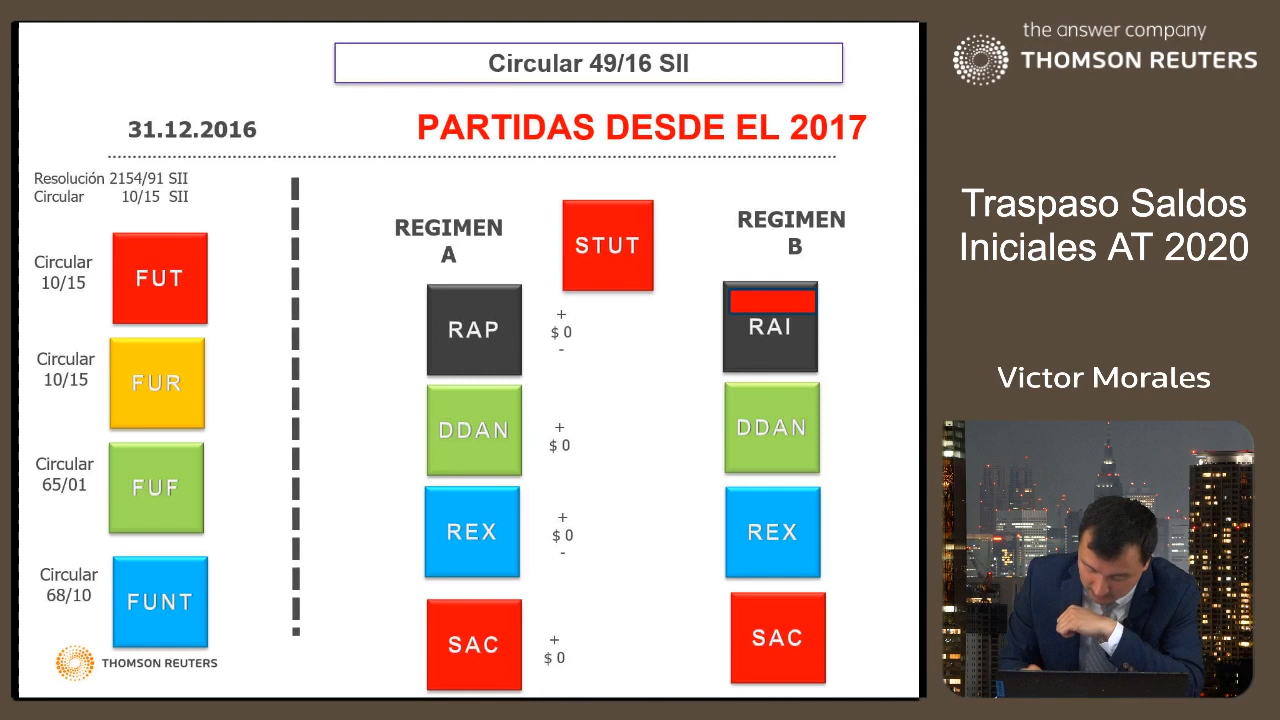 Circular 49/16 SII
31.12.2016
PARTIDAS DESDE EL 2017
Resolución 2154/91 SII
Circular 10/15 SII
Circular
10/15
FUT
Circular
10/15
FUR
Circular
65/01
FUF
Circular
68/10
FUNT
THOMSON REUTERS
REGIMEN
A
STUT
REGIMEN
B
RAP
+
$ 0
-
RAI
DDAN
+
$ 0
DDAN
REX
+
$ 0
-
REX
SAC
+
$ 0
SAC
the answer company
THOMSON REUTERS
Traspaso Saldos
Iniciales AT 2020
Victor Morales